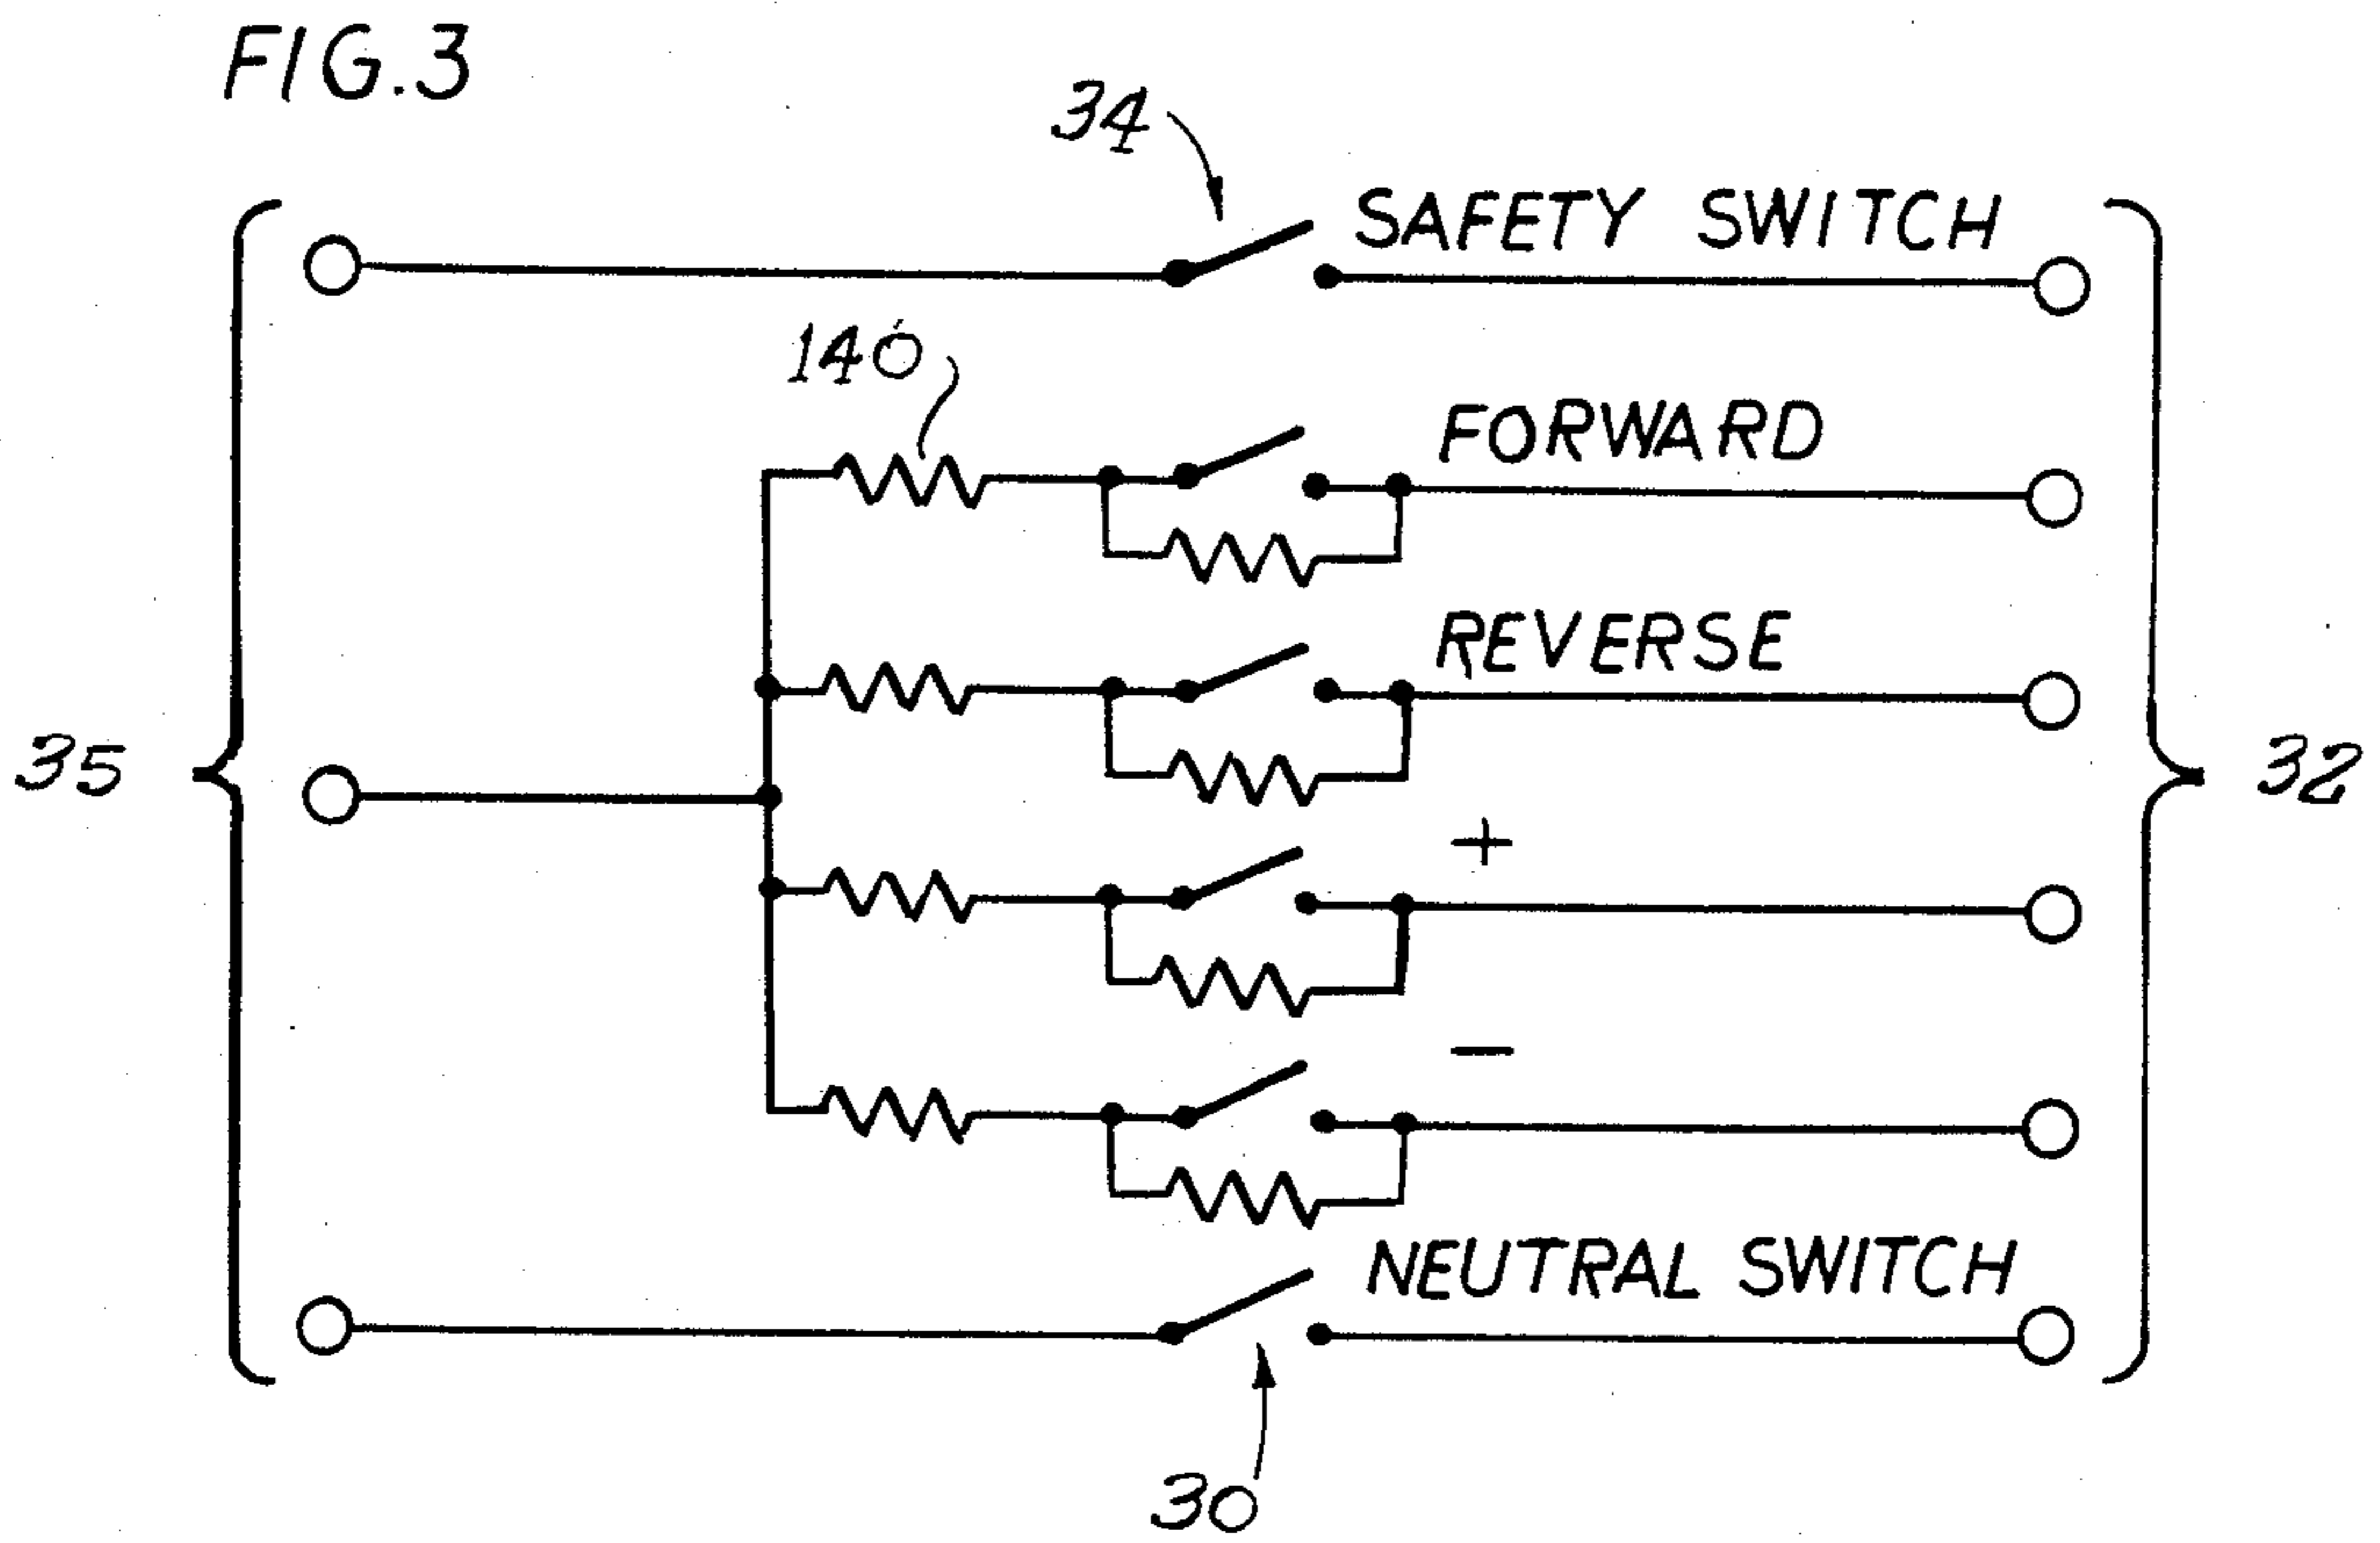 FIG.3
34
SAFETY SWITCH
140
FORWARD
REVERSE
35
32
+
−
NEUTRAL SWITCH
30